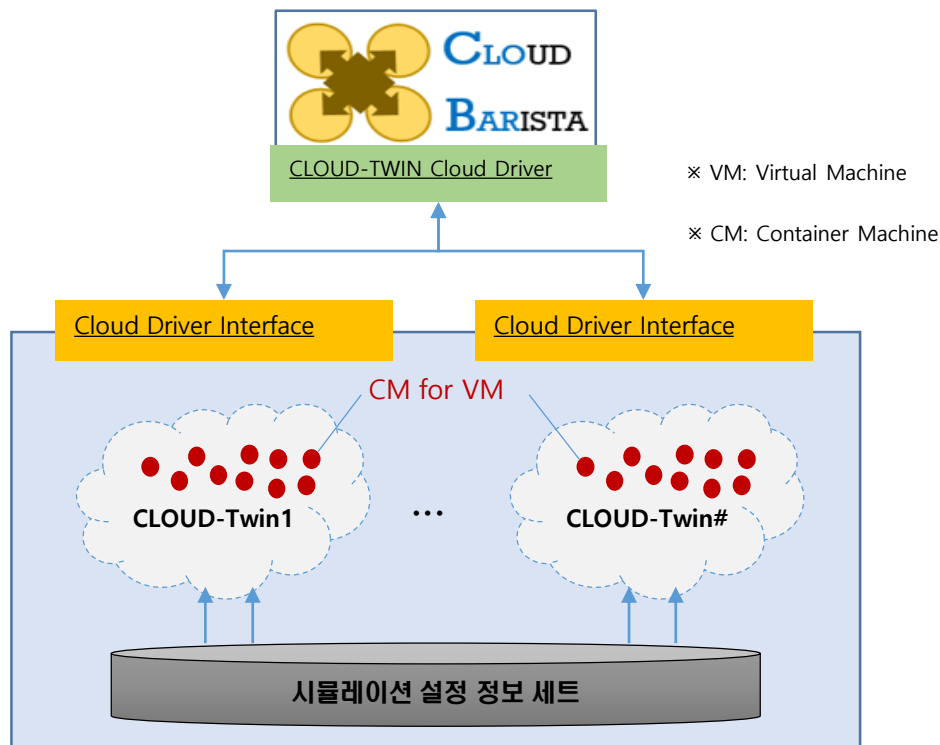 CLOUD
BARISTA
CLOUD-TWIN Cloud Driver
※ VM: Virtual Machine
※ CM: Container Machine
Cloud Driver Interface
Cloud Driver Interface
CM for VM
CLOUD-Twin1
...
CLOUD-Twin#
시뮬레이션 설정 정보 세트